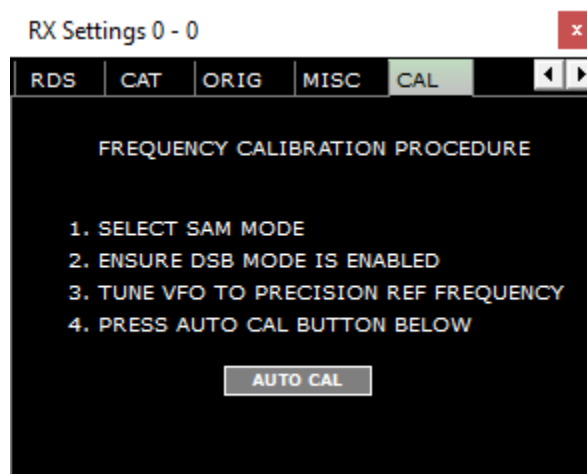 RX Settings 0 - 0
x
RDS CAT ORIG MISC CAL
FREQUENCY CALIBRATION PROCEDURE
1. SELECT SAM MODE
2. ENSURE DSB MODE IS ENABLED
3. TUNE VFO TO PRECISION REF FREQUENCY
4. PRESS AUTO CAL BUTTON BELOW
AUTO CAL